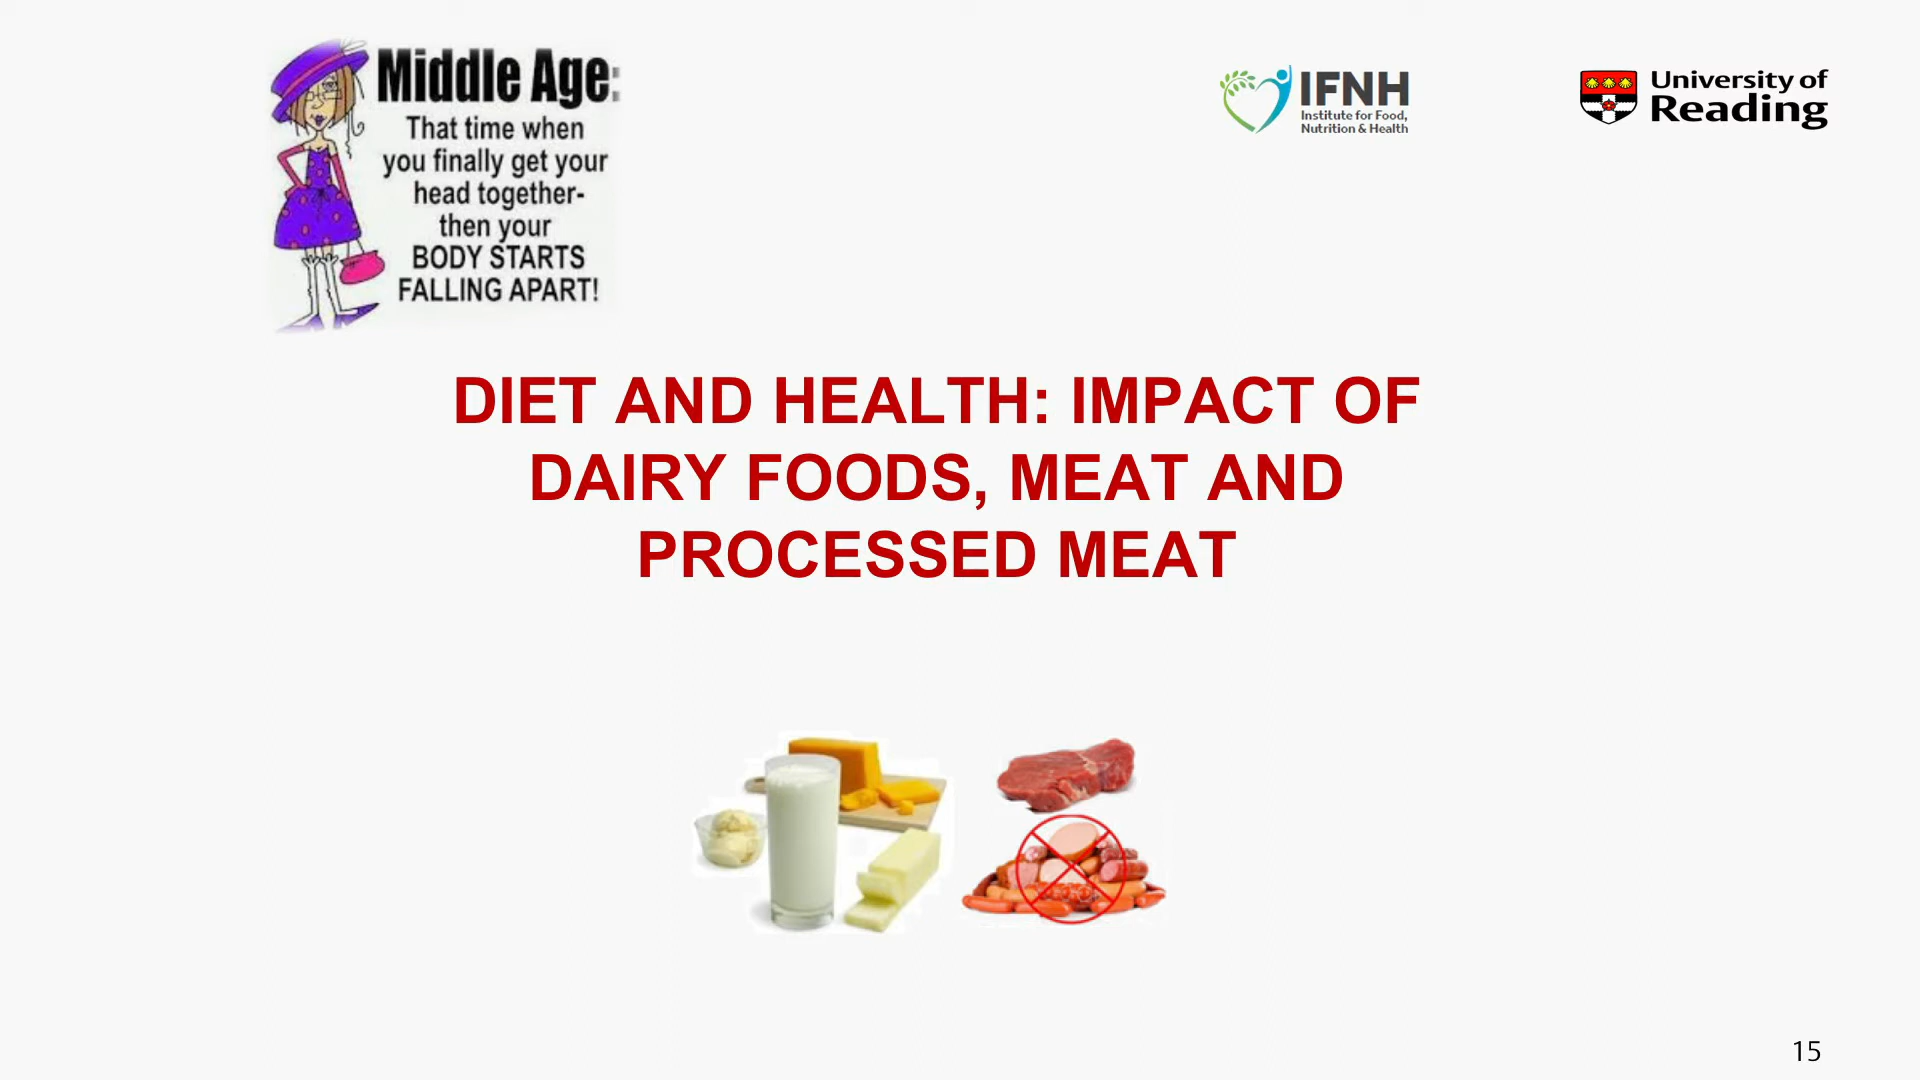 Middle Age:
That time when
you finally get your
head together-
then your
BODY STARTS
FALLING APART!
IFNH
Institute for Food,
Nutrition & Health
University of
Reading
DIET AND HEALTH: IMPACT OF
DAIRY FOODS, MEAT AND
PROCESSED MEAT
15